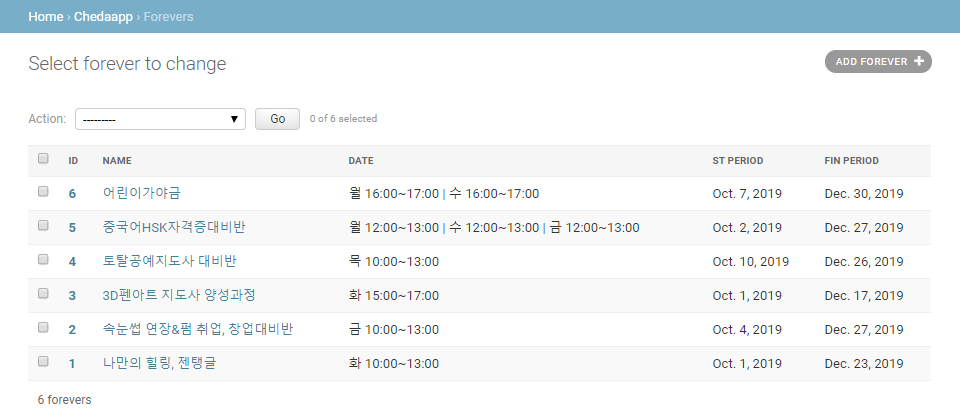 Home › Chedaapp › Forevers
Select forever to change
ADD FOREVER +
Action: --------- Go 0 of 6 selected
ID NAME DATE ST PERIOD FIN PERIOD
6 어린이가야금 월 16:00~17:00 | 수 16:00~17:00 Oct. 7, 2019 Dec. 30, 2019
5 중국어HSK자격증대비반 월 12:00~13:00 | 수 12:00~13:00 | 금 12:00~13:00 Oct. 2, 2019 Dec. 27, 2019
4 토탈공예지도사 대비반 목 10:00~13:00 Oct. 10, 2019 Dec. 26, 2019
3 3D펜아트 지도사 양성과정 화 15:00~17:00 Oct. 1, 2019 Dec. 17, 2019
2 속눈썹 연장&펌 취업, 창업대비반 금 10:00~13:00 Oct. 4, 2019 Dec. 27, 2019
1 나만의 힐링, 젠탱글 화 10:00~13:00 Oct. 1, 2019 Dec. 23, 2019
6 forevers